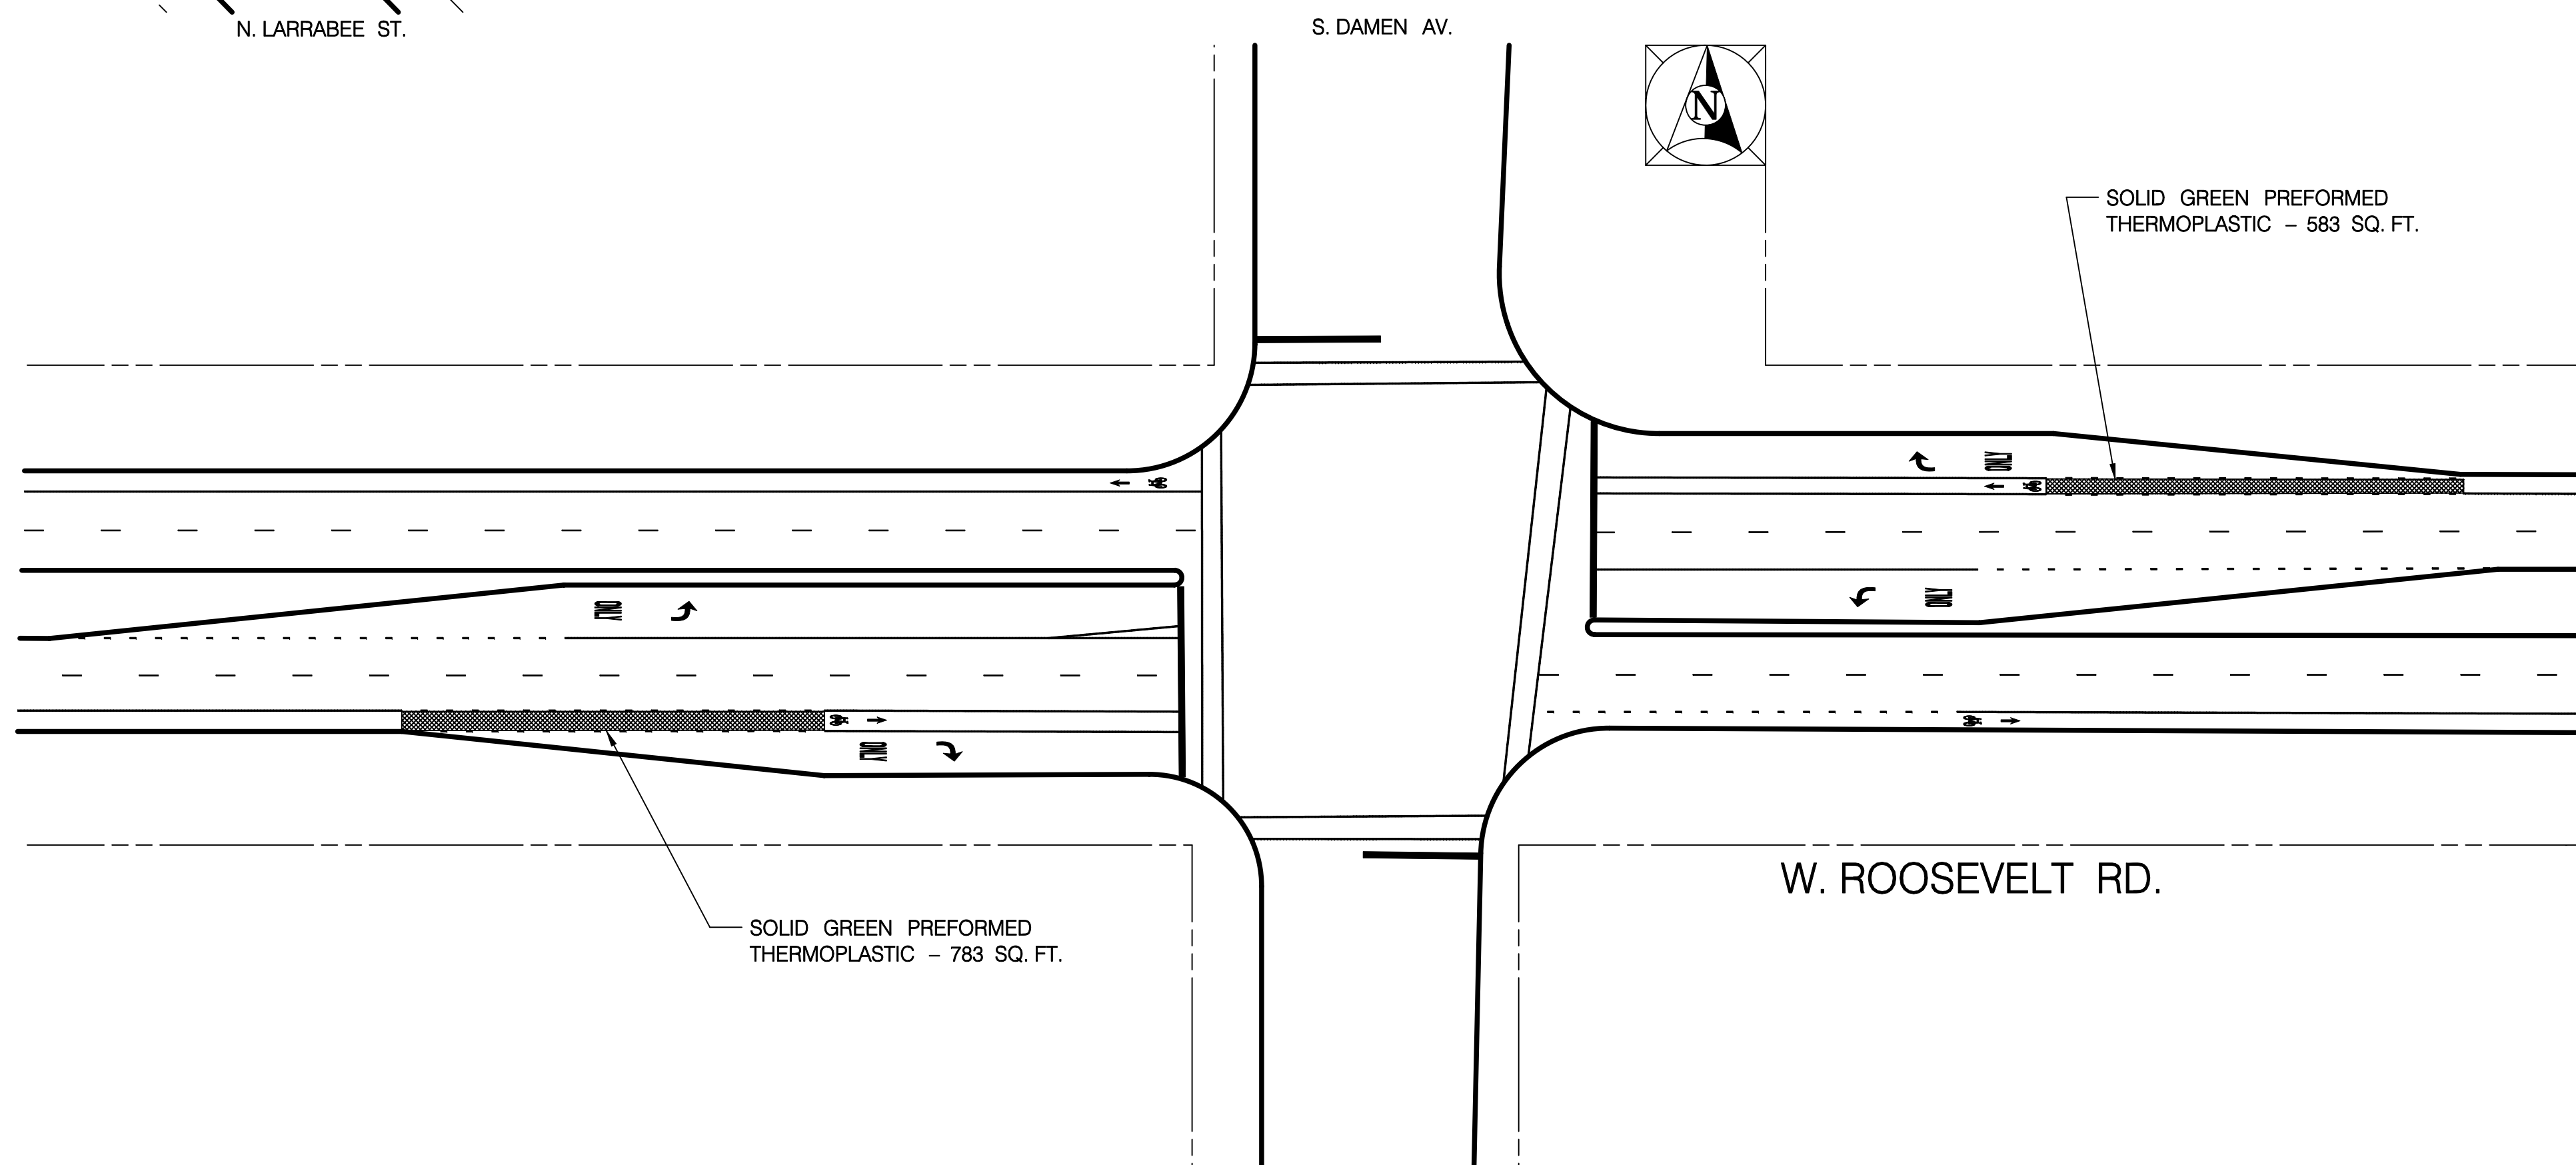 N. LARRABEE ST.
S. DAMEN AV.
N
SOLID GREEN PREFORMED
THERMOPLASTIC – 583 SQ. FT.
ONLY
ONLY
ONLY
ONLY
W. ROOSEVELT RD.
SOLID GREEN PREFORMED
THERMOPLASTIC – 783 SQ. FT.